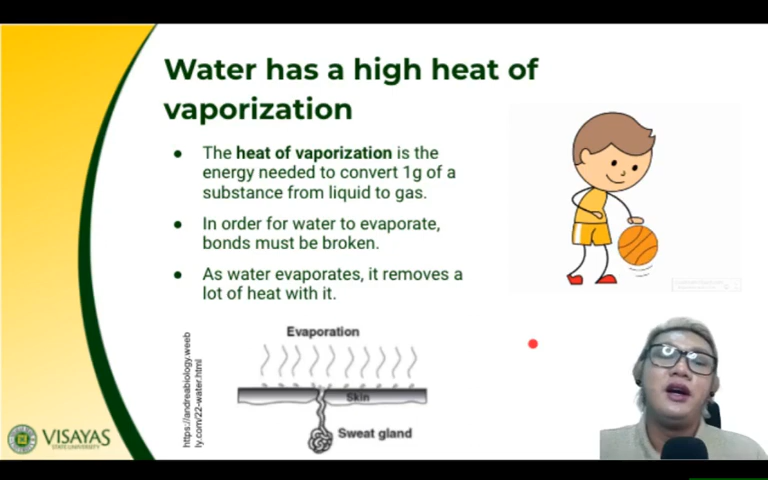 Water has a high heat of
vaporization
● The heat of vaporization is the
energy needed to convert 1g of a
substance from liquid to gas.
● In order for water to evaporate,
bonds must be broken.
● As water evaporates, it removes a
lot of heat with it.
https://andreabiology.weeb
ly.com/22-water.html
Evaporation
Skin
Sweat gland
VISAYAS
STATE UNIVERSITY